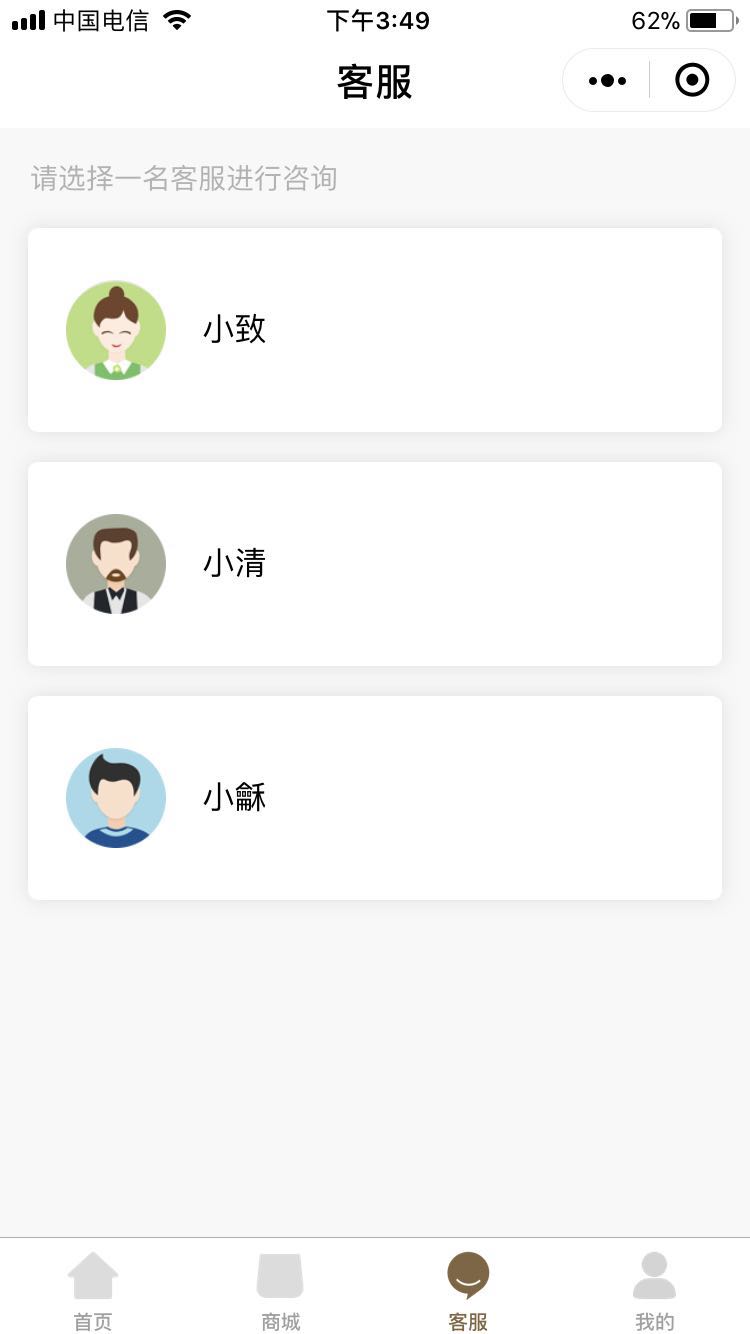 中国电信 下午3:49 62%
客服
请选择一名客服进行咨询
小致
小清
小龢
首页 商城 客服 我的